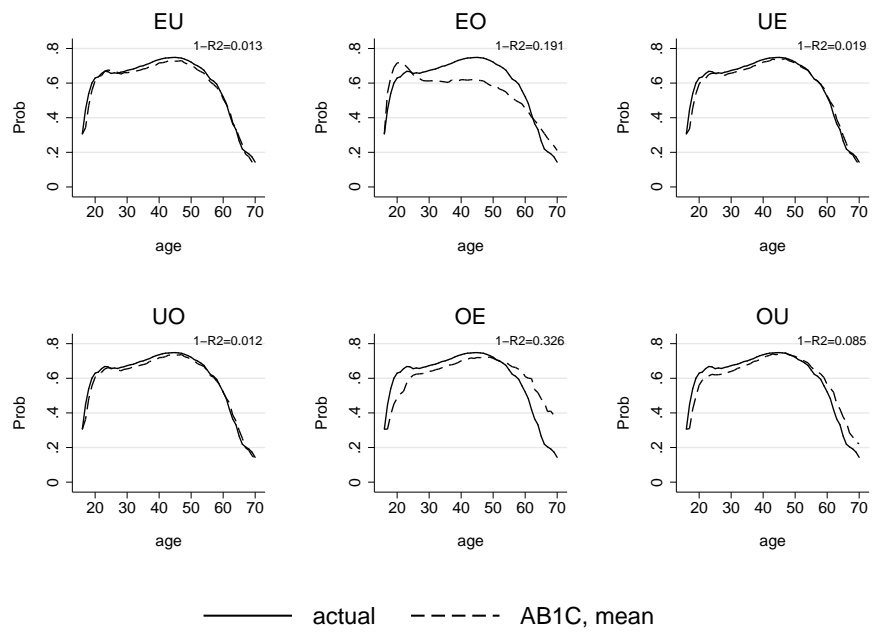 EU
1−R2=0.013
Prob
0 .2 .4 .6 .8
20 30 40 50 60 70
age
EO
1−R2=0.191
Prob
0 .2 .4 .6 .8
20 30 40 50 60 70
age
UE
1−R2=0.019
Prob
0 .2 .4 .6 .8
20 30 40 50 60 70
age
UO
1−R2=0.012
Prob
0 .2 .4 .6 .8
20 30 40 50 60 70
age
OE
1−R2=0.326
Prob
0 .2 .4 .6 .8
20 30 40 50 60 70
age
OU
1−R2=0.085
Prob
0 .2 .4 .6 .8
20 30 40 50 60 70
age
actual AB1C, mean